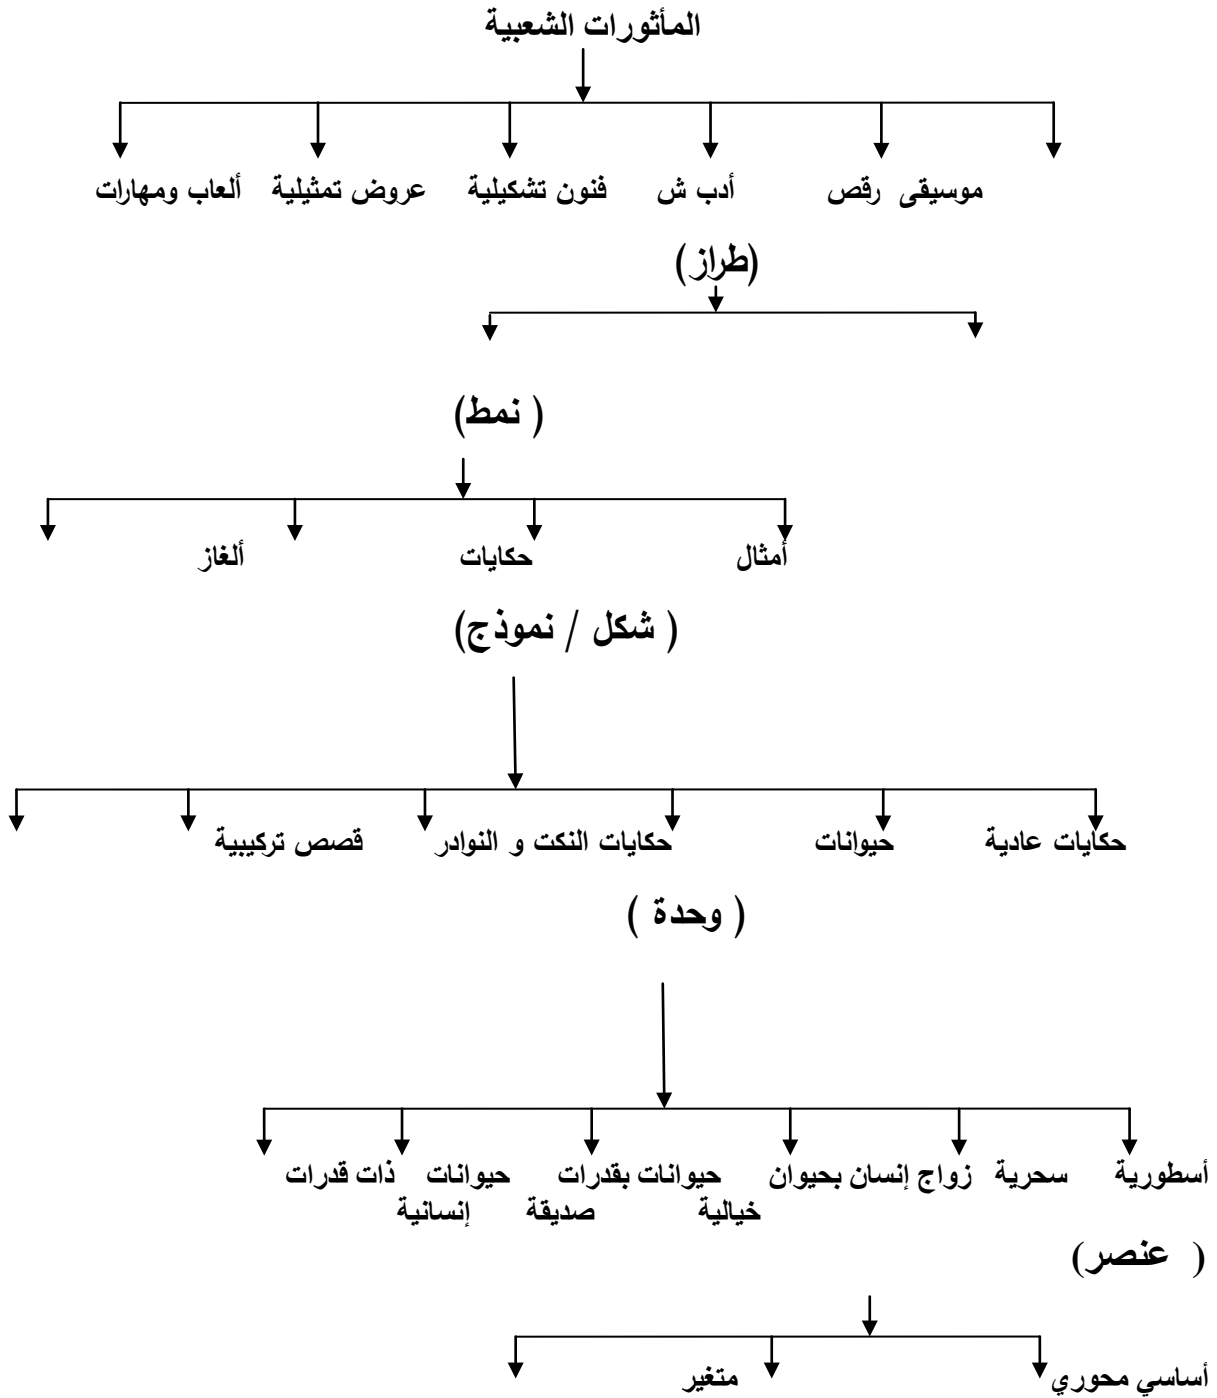 المأثورات الشعبية
موسيقى رقص أدب ش فنون تشكيلية عروض تمثيلية ألعاب ومهارات
(طراز)
( نمط)
أمثال حكايات ألغاز
( شكل / نموذج)
حكايات عادية حيوانات حكايات النكت و النوادر قصص تركيبية
( وحدة )
أسطورية سحرية زواج إنسان بحيوان حيوانات بقدرات حيوانات ذات قدرات
خيالية صديقة إنسانية
( عنصر)
أساسي محوري متغير